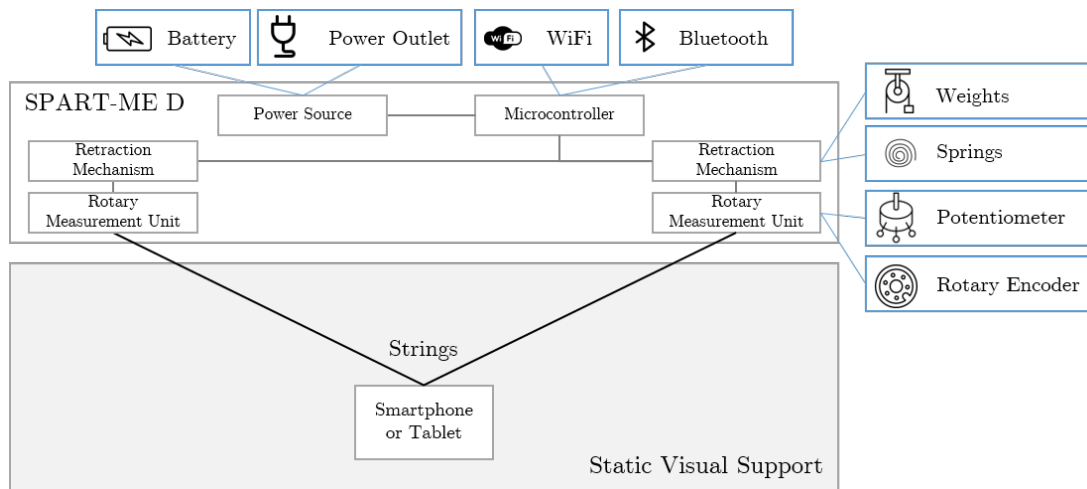 Battery
Power Outlet
WiFi
WiFi
Bluetooth
SPART-ME D
Power Source
Microcontroller
Weights
Retraction
Mechanism
Retraction
Mechanism
Springs
Rotary
Measurement Unit
Rotary
Measurement Unit
Potentiometer
Rotary Encoder
Strings
Smartphone
or Tablet
Static Visual Support